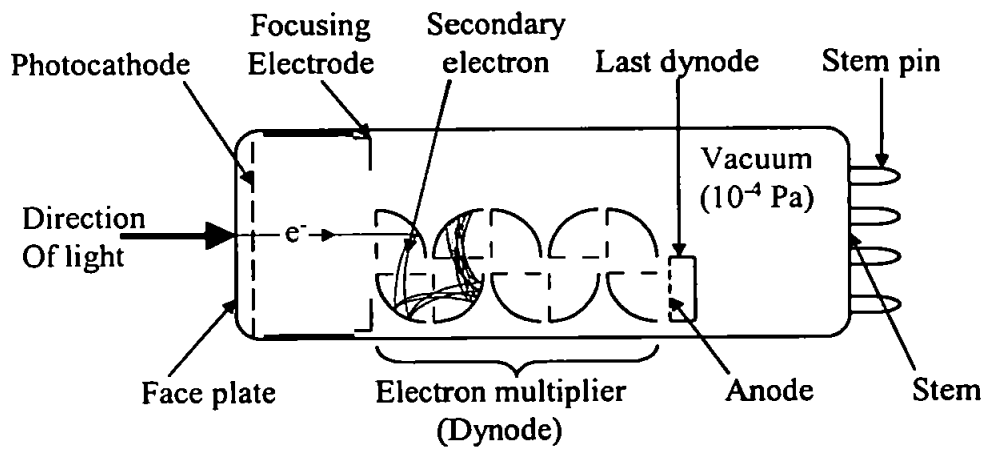 Photocathode
Focusing
Electrode
Secondary
electron
Last dynode
Stem pin
Vacuum
(10⁻⁴ Pa)
Direction
Of light
e⁻
Face plate
Electron multiplier
(Dynode)
Anode
Stem